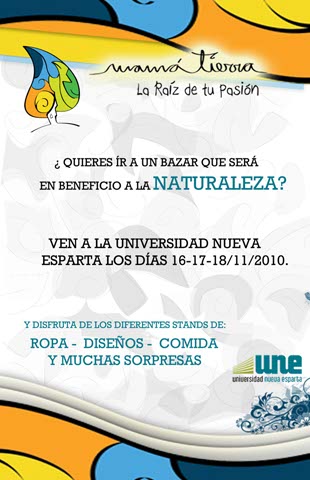 mamá tierra
La Raíz de tu Pasión
¿ QUIERES ÍR A UN BAZAR QUE SERÁ
EN BENEFICIO A LA NATURALEZA?
VEN A LA UNIVERSIDAD NUEVA
ESPARTA LOS DÍAS 16-17-18/11/2010.
Y DISFRUTA DE LOS DIFERENTES STANDS DE:
ROPA - DISEÑOS - COMIDA
Y MUCHAS SORPRESAS
une
universidad nueva esparta